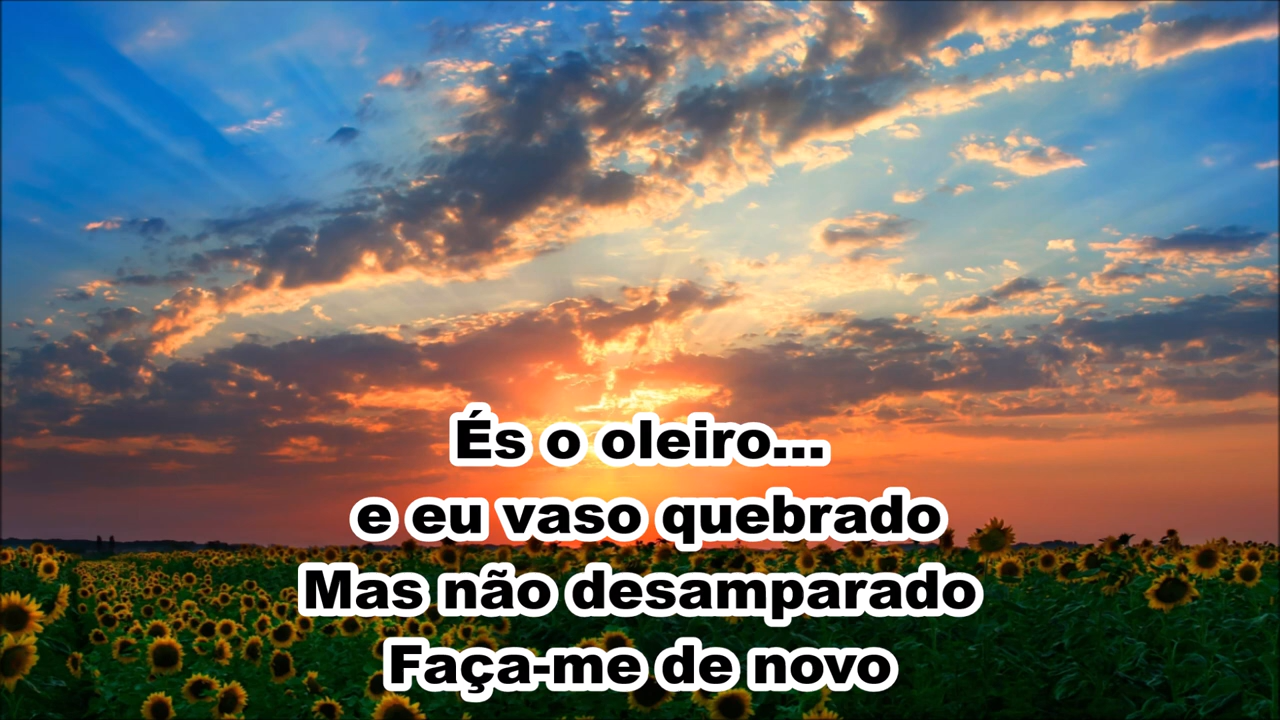 És o oleiro...
e eu vaso quebrado
Mas não desamparado
Faça-me de novo